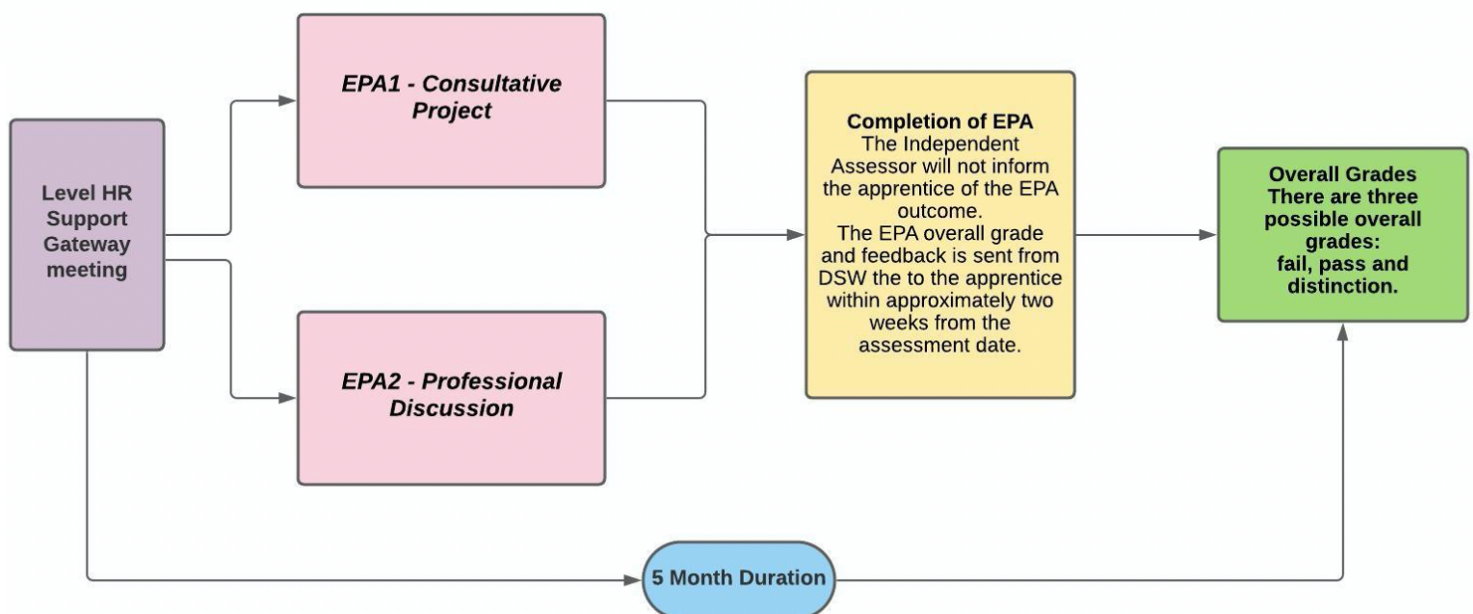 EPA1 - Consultative
Project
Level HR
Support
Gateway
meeting
EPA2 - Professional
Discussion
Completion of EPA
The Independent
Assessor will not inform
the apprentice of the EPA
outcome.
The EPA overall grade
and feedback is sent from
DSW the to the apprentice
within approximately two
weeks from the
assessment date.
Overall Grades
There are three
possible overall
grades:
fail, pass and
distinction.
5 Month Duration